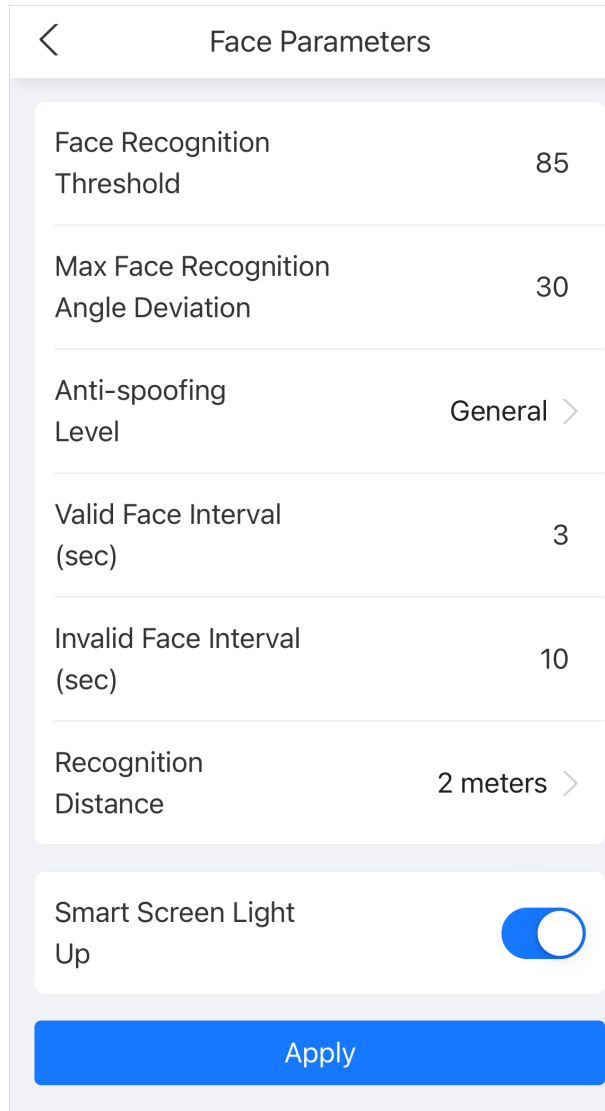 Face Parameters
Face Recognition
Threshold
85
Max Face Recognition
Angle Deviation
30
Anti-spoofing
Level
General
Valid Face Interval
(sec)
3
Invalid Face Interval
(sec)
10
Recognition
Distance
2 meters
Smart Screen Light
Up
Apply